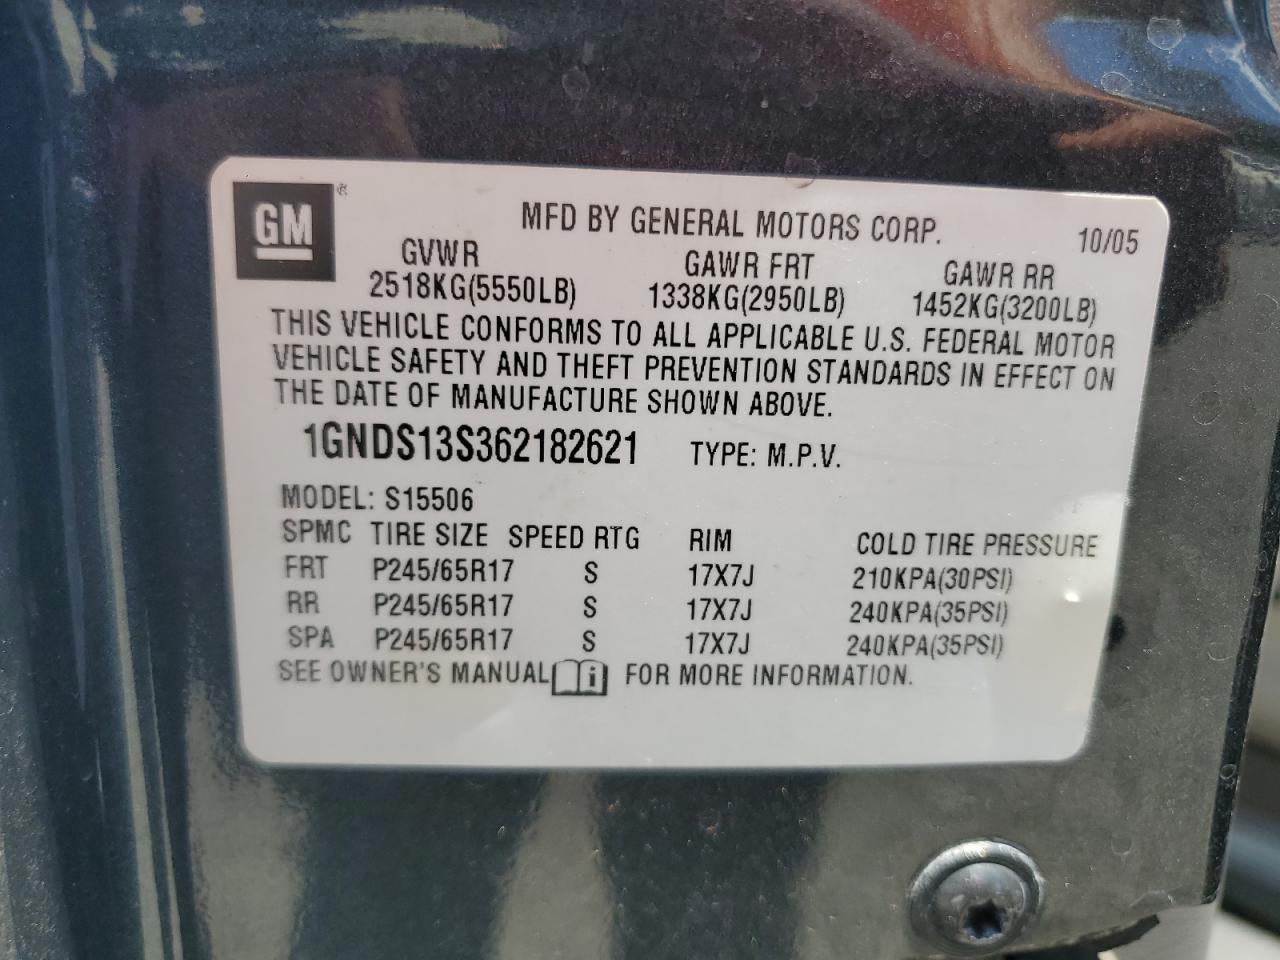 GM ®
MFD BY GENERAL MOTORS CORP. 10/05
GVWR GAWR FRT GAWR RR
2518KG(5550LB) 1338KG(2950LB) 1452KG(3200LB)
THIS VEHICLE CONFORMS TO ALL APPLICABLE U.S. FEDERAL MOTOR
VEHICLE SAFETY AND THEFT PREVENTION STANDARDS IN EFFECT ON
THE DATE OF MANUFACTURE SHOWN ABOVE.
1GNDS13S362182621 TYPE: M.P.V.
MODEL: S15506
SPMC TIRE SIZE SPEED RTG RIM COLD TIRE PRESSURE
FRT P245/65R17 S 17X7J 210KPA(30PSI)
RR P245/65R17 S 17X7J 240KPA(35PSI)
SPA P245/65R17 S 17X7J 240KPA(35PSI)
SEE OWNER'S MANUAL i FOR MORE INFORMATION.